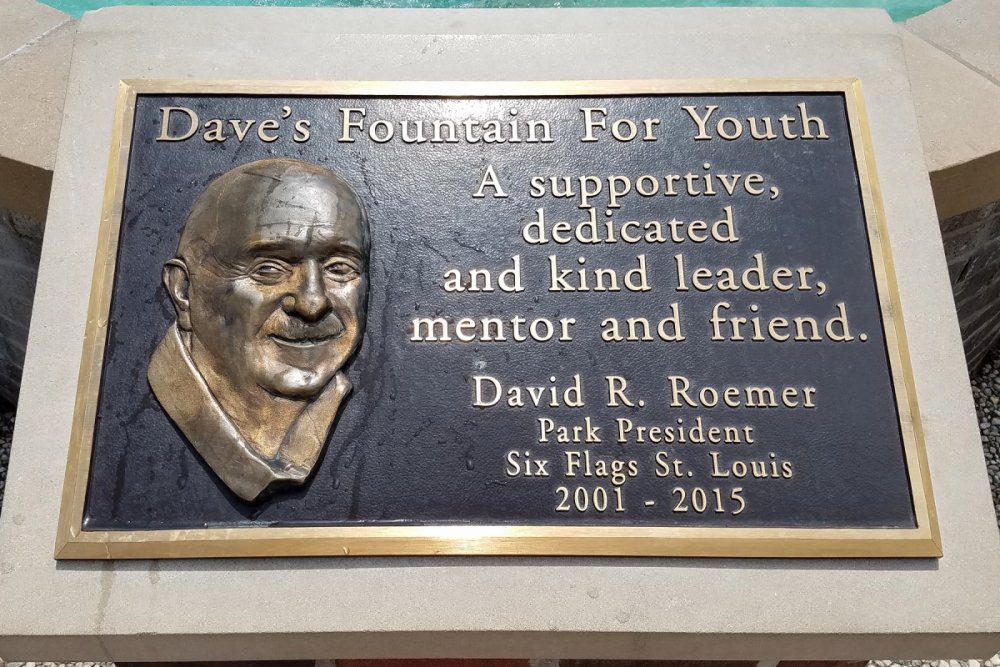 Dave's Fountain For Youth
A supportive,
dedicated
and kind leader,
mentor and friend.
David R. Roemer
Park President
Six Flags St. Louis
2001 - 2015